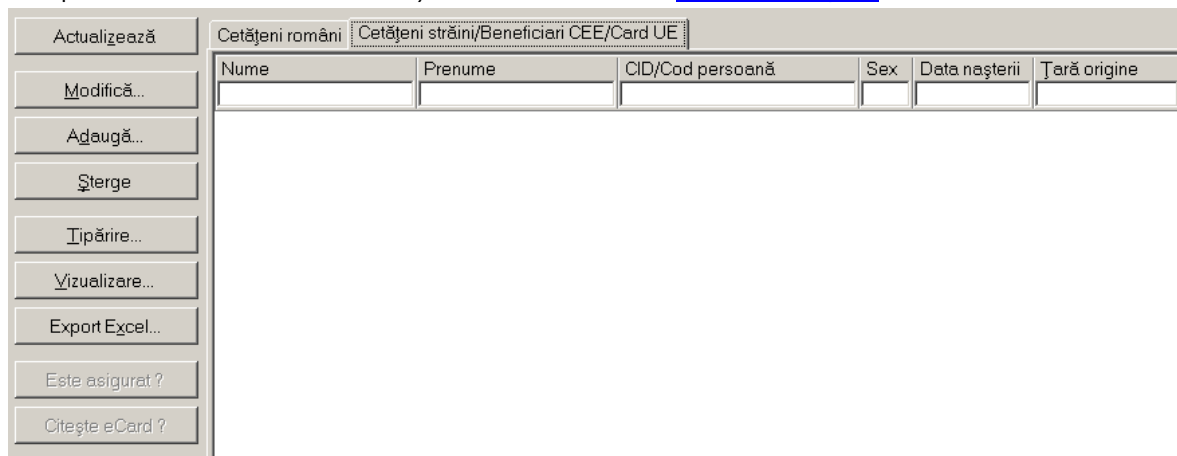 Actualizează
Cetăţeni români Cetăţeni străini/Beneficiari CEE/Card UE
Nume Prenume CID/Cod persoană Sex Data naşterii Ţară origine
Modifică...
Adaugă...
Şterge
Tipărire...
Vizualizare...
Export Excel...
Este asigurat ?
Citeşte eCard ?